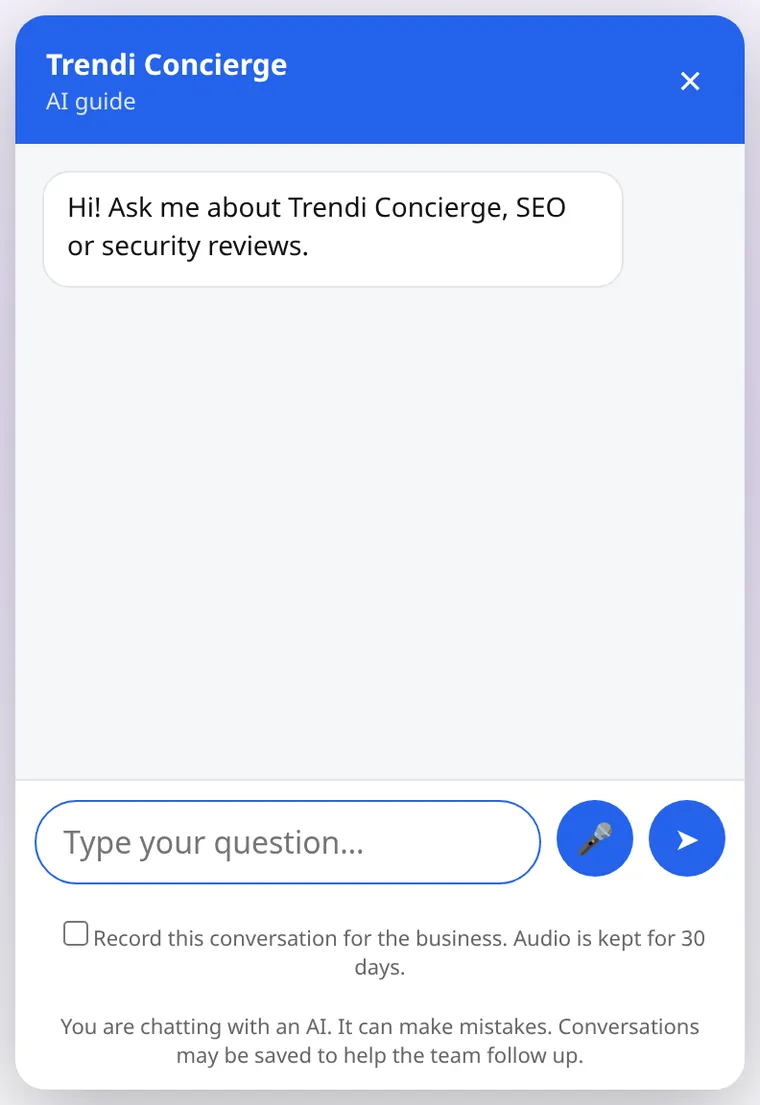 Trendi Concierge
AI guide
✕
Hi! Ask me about Trendi Concierge, SEO
or security reviews.
Type your question...
Record this conversation for the business. Audio is kept for 30
days.
You are chatting with an AI. It can make mistakes. Conversations
may be saved to help the team follow up.